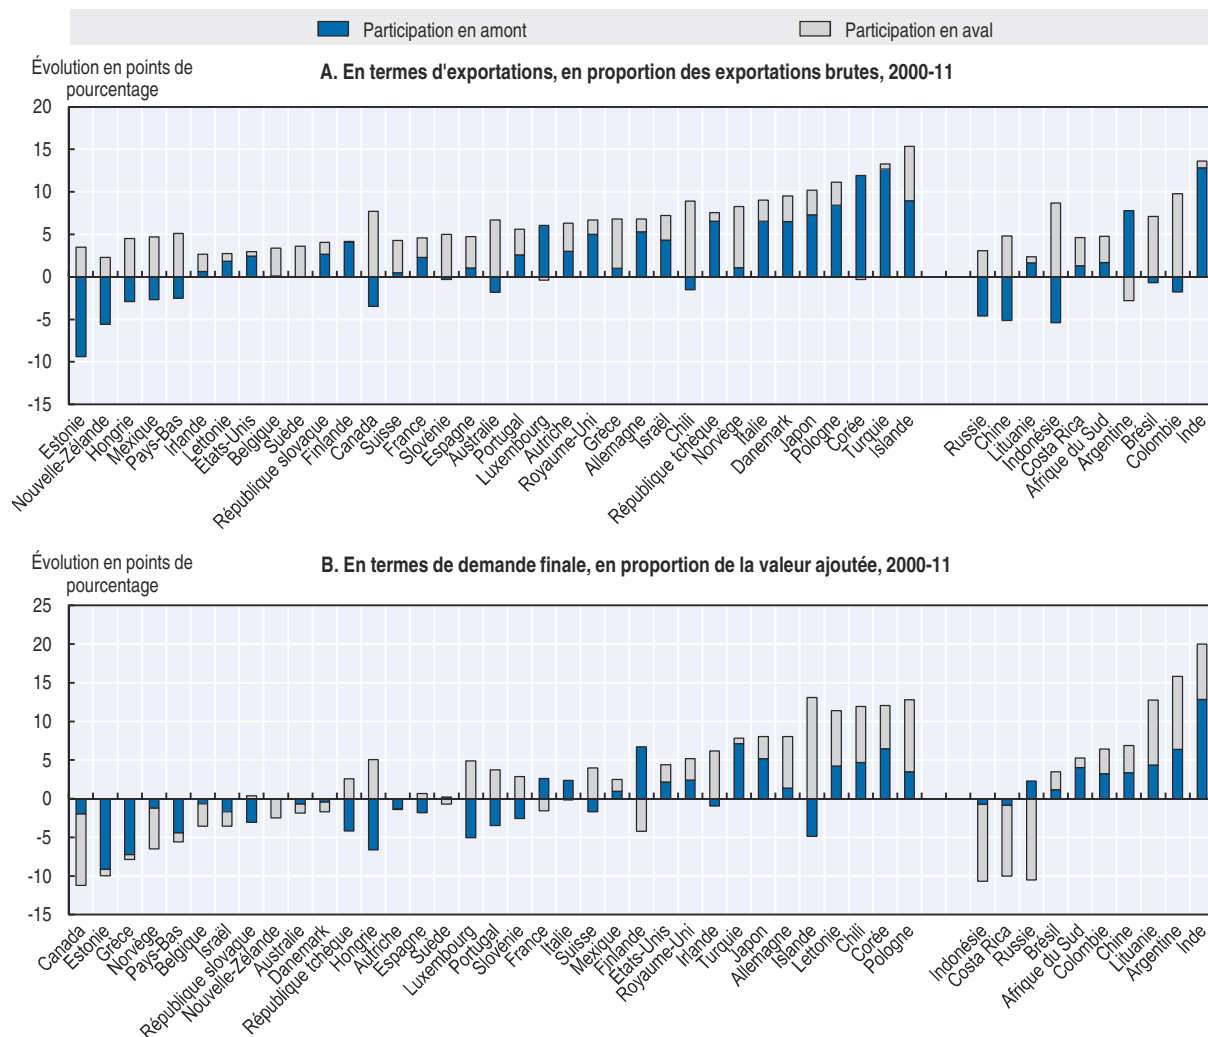 Participation en amont
Participation en aval
Évolution en points de
pourcentage
A. En termes d'exportations, en proportion des exportations brutes, 2000-11
20
15
10
5
0
-5
-10
-15
Estonie
Nouvelle-Zélande
Hongrie
Mexique
Pays-Bas
Irlande
Lettonie
États-Unis
Belgique
Suède
République slovaque
Finlande
Canada
Suisse
France
Slovénie
Espagne
Australie
Portugal
Luxembourg
Autriche
Royaume-Uni
Grèce
Allemagne
Israël
Chili
République tchèque
Norvège
Italie
Danemark
Japon
Pologne
Corée
Turquie
Islande
Russie
Chine
Lituanie
Indonésie
Costa Rica
Afrique du Sud
Argentine
Brésil
Colombie
Inde
Évolution en points de
pourcentage
B. En termes de demande finale, en proportion de la valeur ajoutée, 2000-11
25
20
15
10
5
0
-5
-10
-15
Canada
Estonie
Grèce
Norvège
Pays-Bas
Belgique
Israël
République slovaque
Nouvelle-Zélande
Australie
Danemark
République tchèque
Hongrie
Autriche
Espagne
Suède
Luxembourg
Portugal
Slovénie
France
Italie
Suisse
Mexique
Finlande
États-Unis
Royaume-Uni
Irlande
Turquie
Japon
Allemagne
Islande
Lettonie
Chili
Corée
Pologne
Indonésie
Costa Rica
Russie
Brésil
Afrique du Sud
Colombie
Chine
Lituanie
Argentine
Inde